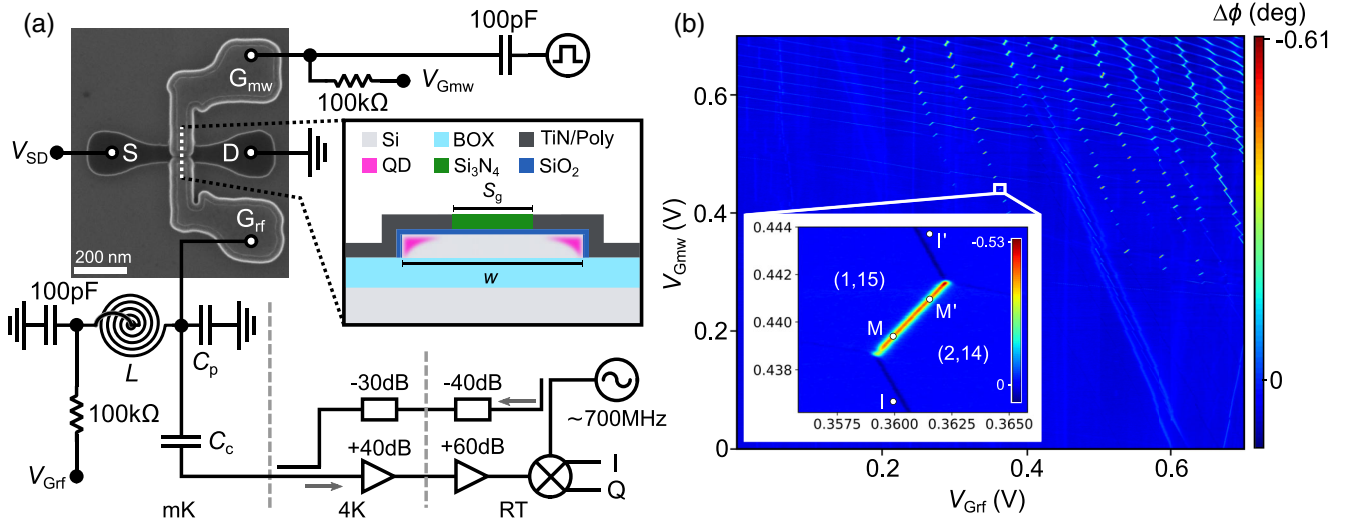 (a)
100pF
G_mw
V_Gmw
100kΩ
V_SD
S
D
G_rf
200 nm
Si
BOX
TiN/Poly
QD
Si₃N₄
SiO₂
S_g
w
100pF
L
C_p
100kΩ
C_c
V_Grf
-30dB
-40dB
~700MHz
+40dB
+60dB
I
Q
mK
4K
RT
(b)
Δϕ (deg)
-0.61
0
V_Gmw (V)
0.6
0.4
0.2
0
0.2
0.4
0.6
V_Grf (V)
0.444
0.442
0.440
0.438
0.3575
0.3600
0.3625
0.3650
I'
(1,15)
M'
M
(2,14)
I
-0.53
0